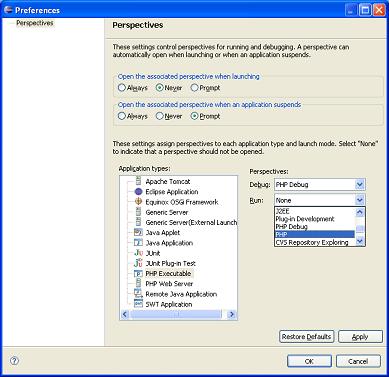 Preferences
Perspectives
Perspectives
These settings control perspectives for running and debugging. A perspective can
automatically open when launching or when an application suspends.
Open the associated perspective when launching
Always Never Prompt
Open the associated perspective when an application suspends
Always Never Prompt
These settings assign perspectives to each application type and launch mode. Select "None"
to indicate that a perspective should not be opened.
Application types:
Apache Tomcat
Eclipse Application
Equinox OSGi Framework
Generic Server
Generic Server(External Launch
Java Applet
Java Application
JUnit
JUnit Plug-in Test
PHP Executable
PHP Web Server
Remote Java Application
SWT Application
Perspectives:
Debug: PHP Debug
Run: None
J2EE
Plug-in Development
PHP Debug
PHP
CVS Repository Exploring
Restore Defaults Apply
? OK Cancel